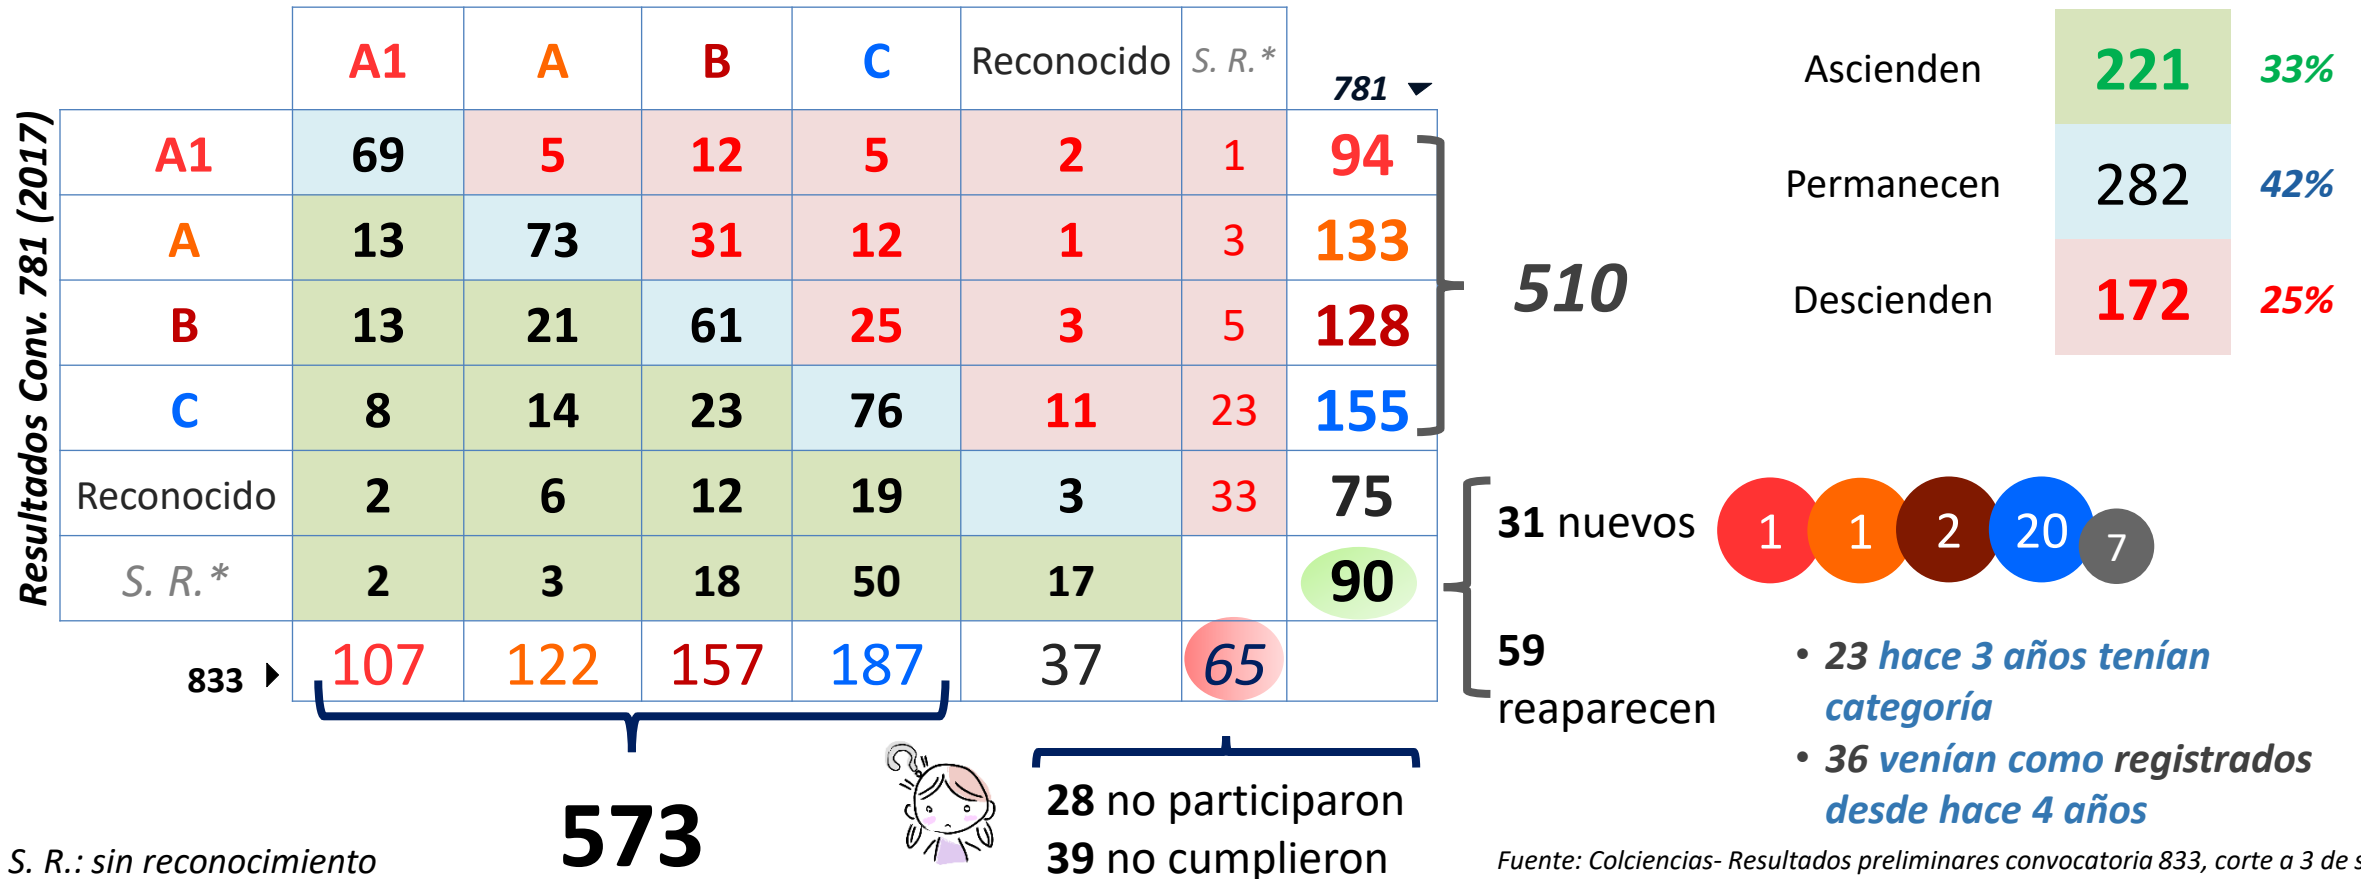 A1 A B C Reconocido S. R.* 781
Resultados Conv. 781 (2017)
A1 69 5 12 5 2 1 94
A 13 73 31 12 1 3 133
B 13 21 61 25 3 5 128
C 8 14 23 76 11 23 155
Reconocido 2 6 12 19 3 33 75
S. R.* 2 3 18 50 17 90
833 107 122 157 187 37 65
510
573
Ascienden 221 33%
Permanecen 282 42%
Descienden 172 25%
31 nuevos
1 1 2 20 7
59
reaparecen
• 23 hace 3 años tenían
categoría
• 36 venían como registrados
desde hace 4 años
28 no participaron
39 no cumplieron
S. R.: sin reconocimiento
Fuente: Colciencias- Resultados preliminares convocatoria 833, corte a 3 de